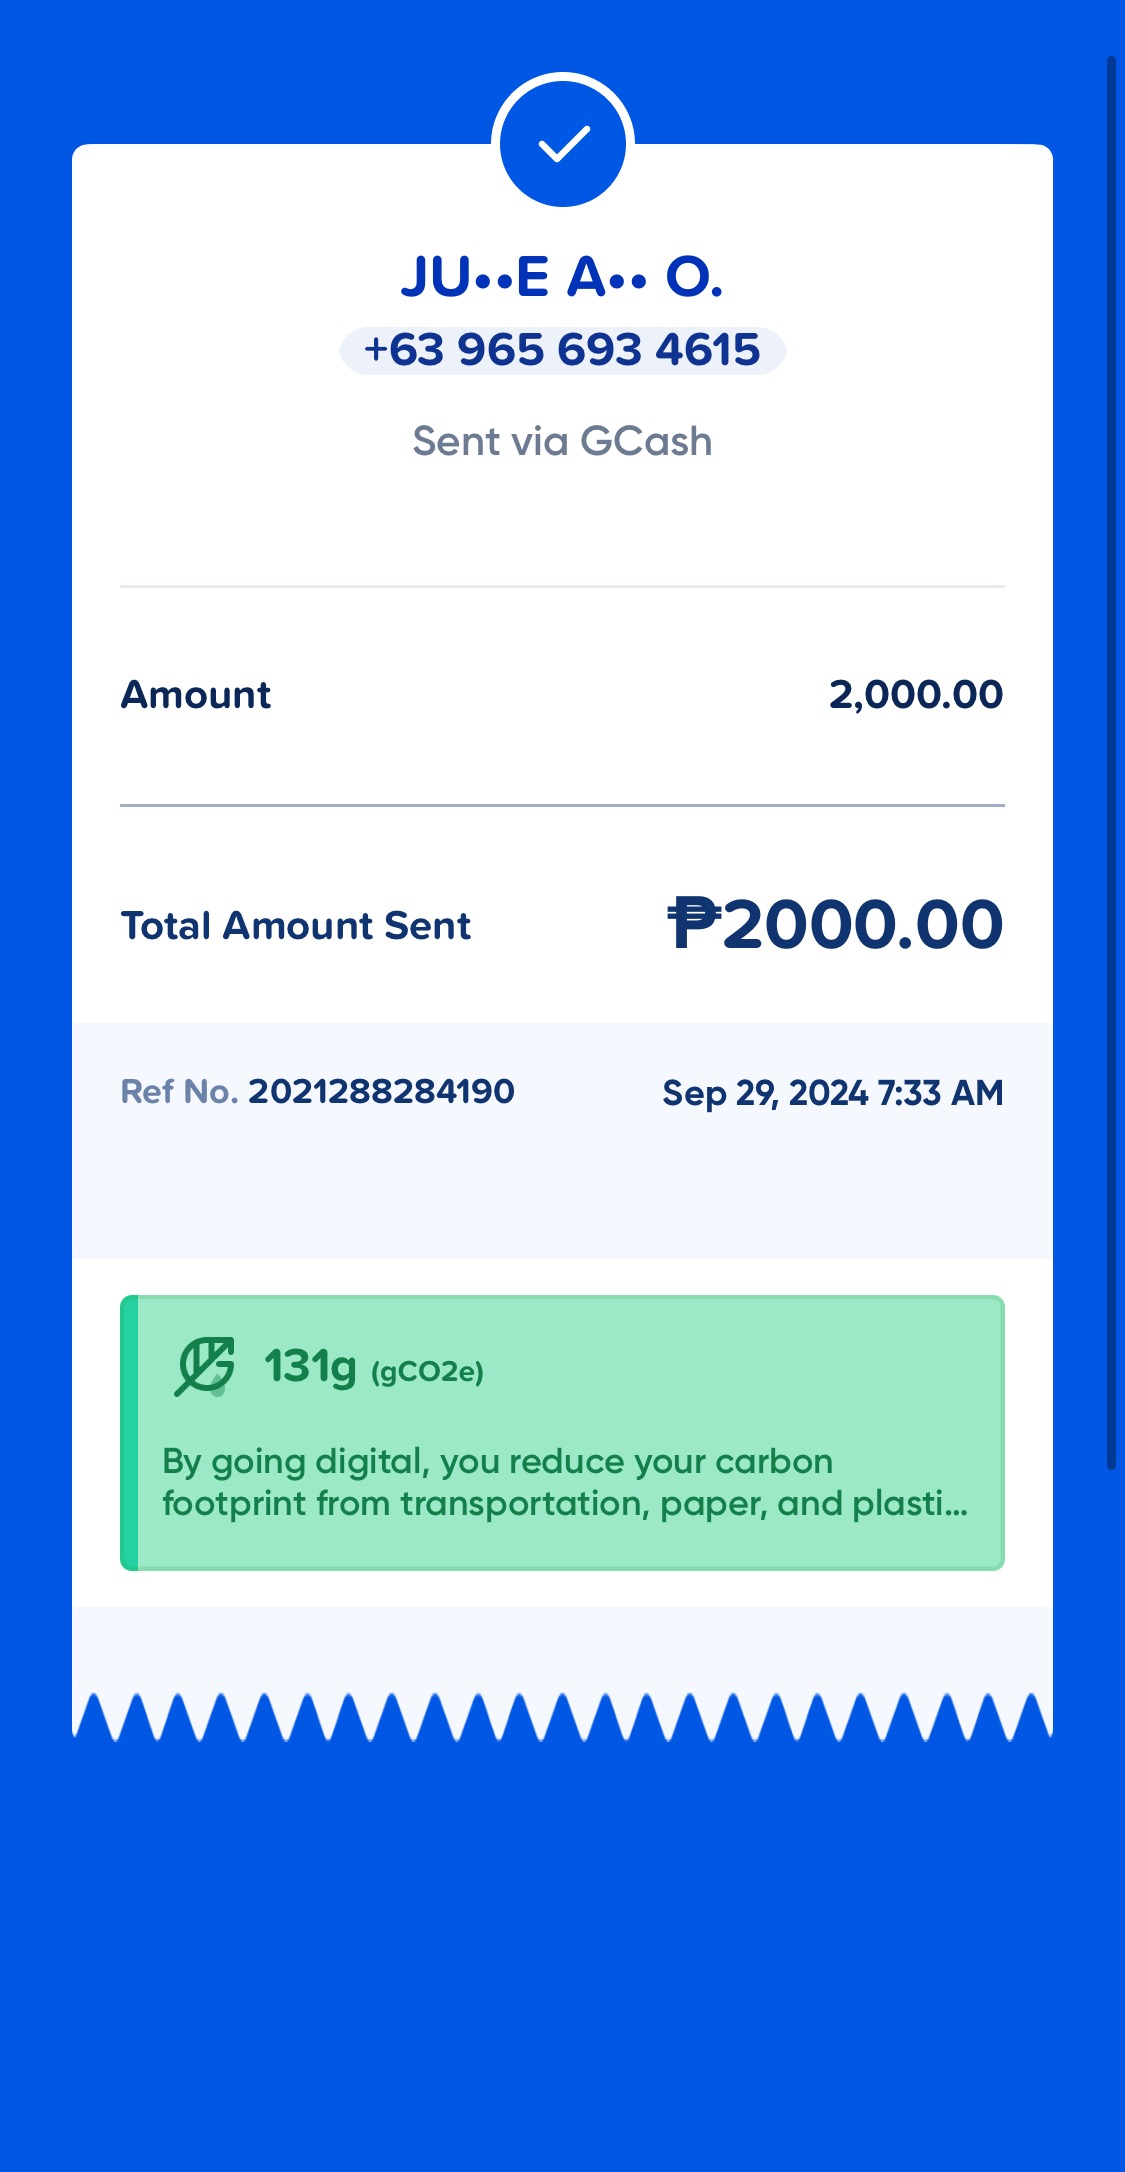 JU••E A•• O.
+63 965 693 4615
Sent via GCash
Amount 2,000.00
Total Amount Sent ₱2000.00
Ref No. 2021288284190 Sep 29, 2024 7:33 AM
131g (gCO2e)
By going digital, you reduce your carbon
footprint from transportation, paper, and plasti...